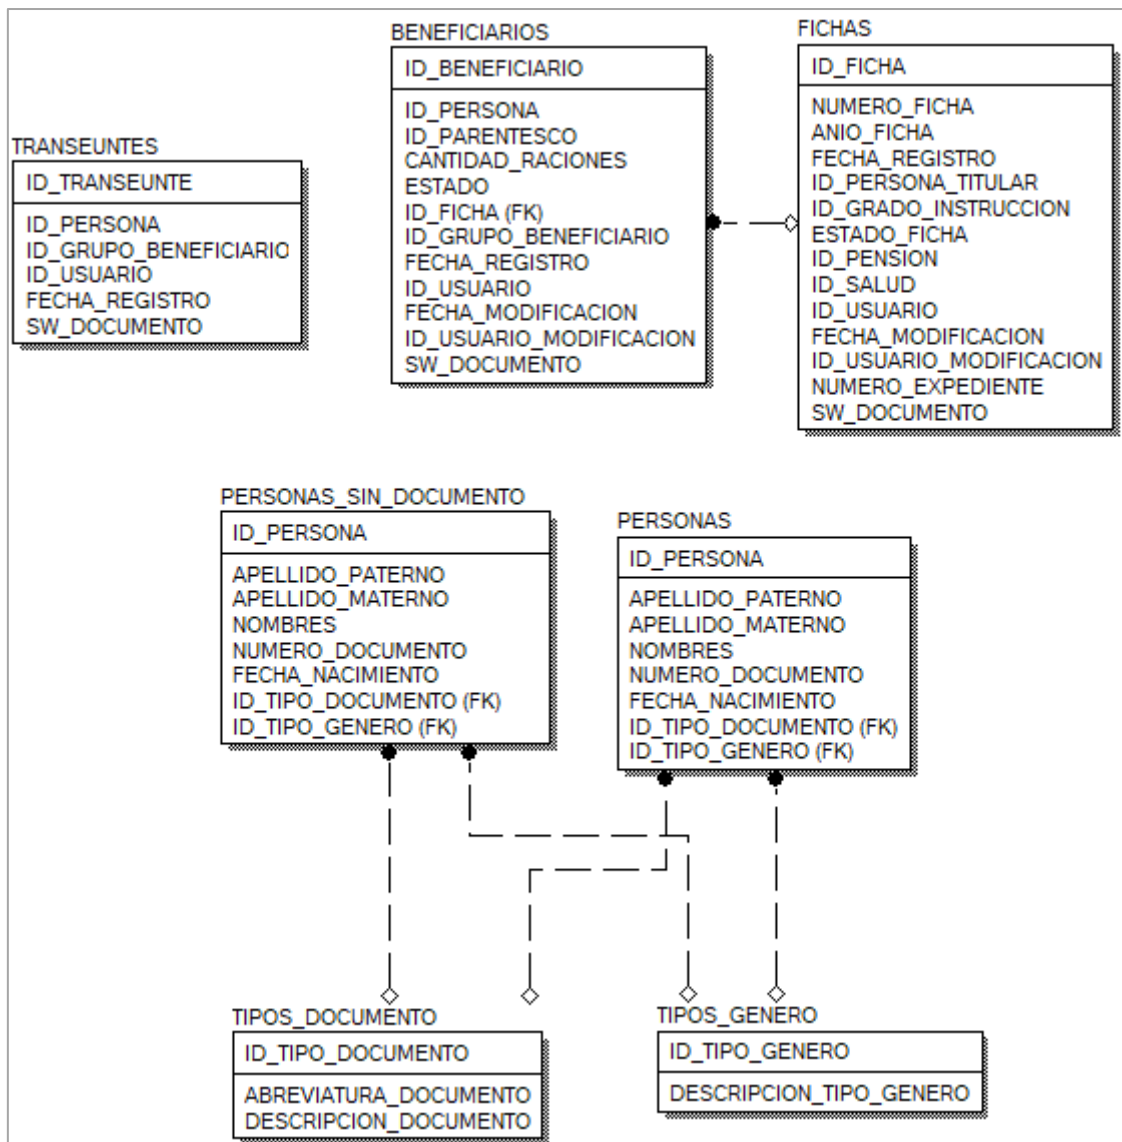 BENEFICIARIOS
ID_BENEFICIARIO
ID_PERSONA
ID_PARENTESCO
CANTIDAD_RACIONES
ESTADO
ID_FICHA (FK)
ID_GRUPO_BENEFICIARIO
FECHA_REGISTRO
ID_USUARIO
FECHA_MODIFICACION
ID_USUARIO_MODIFICACION
SW_DOCUMENTO
FICHAS
ID_FICHA
NUMERO_FICHA
ANIO_FICHA
FECHA_REGISTRO
ID_PERSONA_TITULAR
ID_GRADO_INSTRUCCION
ESTADO_FICHA
ID_PENSION
ID_SALUD
ID_USUARIO
FECHA_MODIFICACION
ID_USUARIO_MODIFICACION
NUMERO_EXPEDIENTE
SW_DOCUMENTO
TRANSEUNTES
ID_TRANSEUNTE
ID_PERSONA
ID_GRUPO_BENEFICIARIO
ID_USUARIO
FECHA_REGISTRO
SW_DOCUMENTO
PERSONAS_SIN_DOCUMENTO
ID_PERSONA
APELLIDO_PATERNO
APELLIDO_MATERNO
NOMBRES
NUMERO_DOCUMENTO
FECHA_NACIMIENTO
ID_TIPO_DOCUMENTO (FK)
ID_TIPO_GENERO (FK)
PERSONAS
ID_PERSONA
APELLIDO_PATERNO
APELLIDO_MATERNO
NOMBRES
NUMERO_DOCUMENTO
FECHA_NACIMIENTO
ID_TIPO_DOCUMENTO (FK)
ID_TIPO_GENERO (FK)
TIPOS_DOCUMENTO
ID_TIPO_DOCUMENTO
ABREVIATURA_DOCUMENTO
DESCRIPCION_DOCUMENTO
TIPOS_GENERO
ID_TIPO_GENERO
DESCRIPCION_TIPO_GENERO